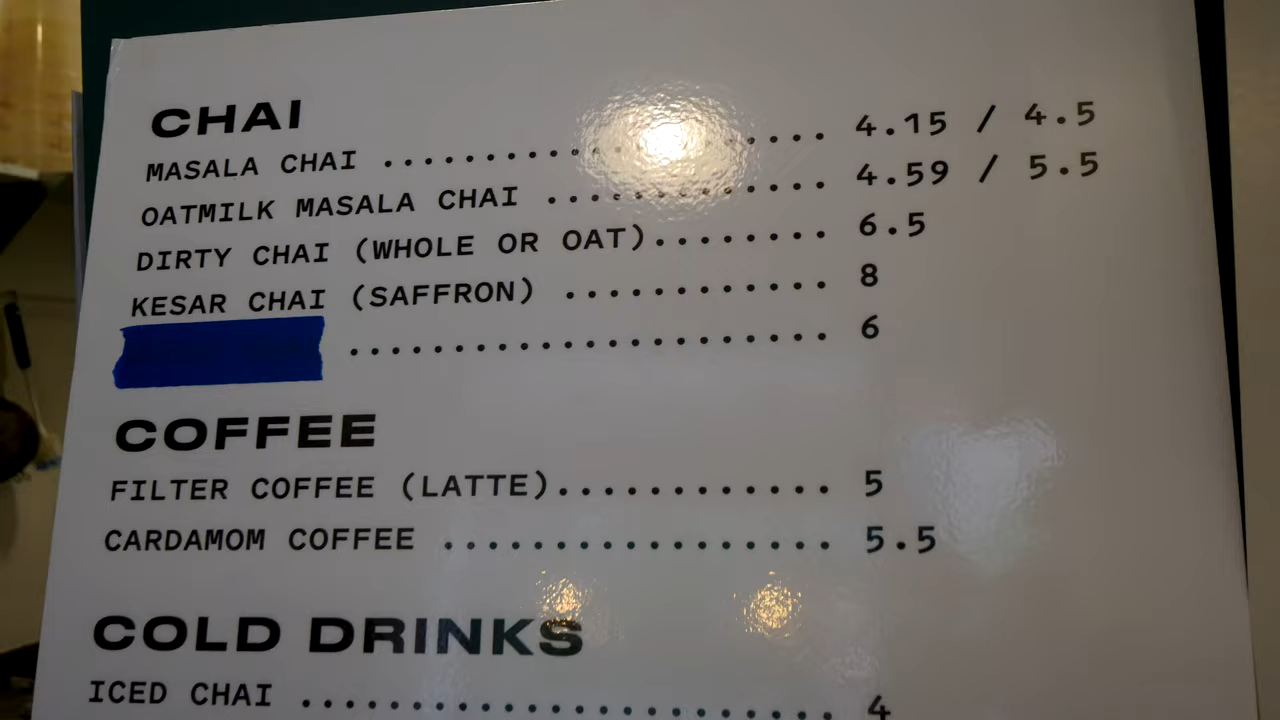 CHAI
MASALA CHAI .................... 4.15 / 4.5
OATMILK MASALA CHAI ............. 4.59 / 5.5
DIRTY CHAI (WHOLE OR OAT)........ 6.5
KESAR CHAI (SAFFRON) ............ 8
...................... 6
COFFEE
FILTER COFFEE (LATTE)............ 5
CARDAMOM COFFEE ................. 5.5
COLD DRINKS
ICED CHAI ....................... 4